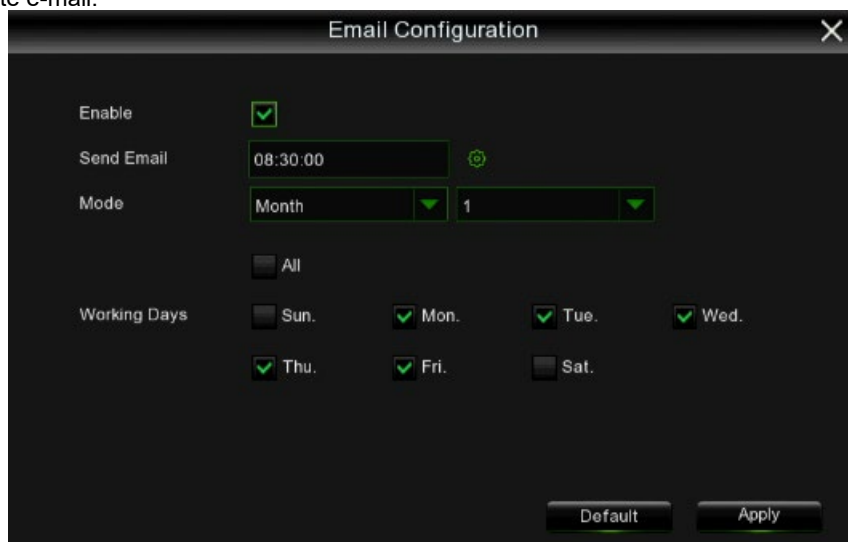 e-mail.
Email Configuration
Enable
Send Email 08:30:00
Mode Month 1
All
Working Days Sun. Mon. Tue. Wed.
Thu. Fri. Sat.
Default Apply